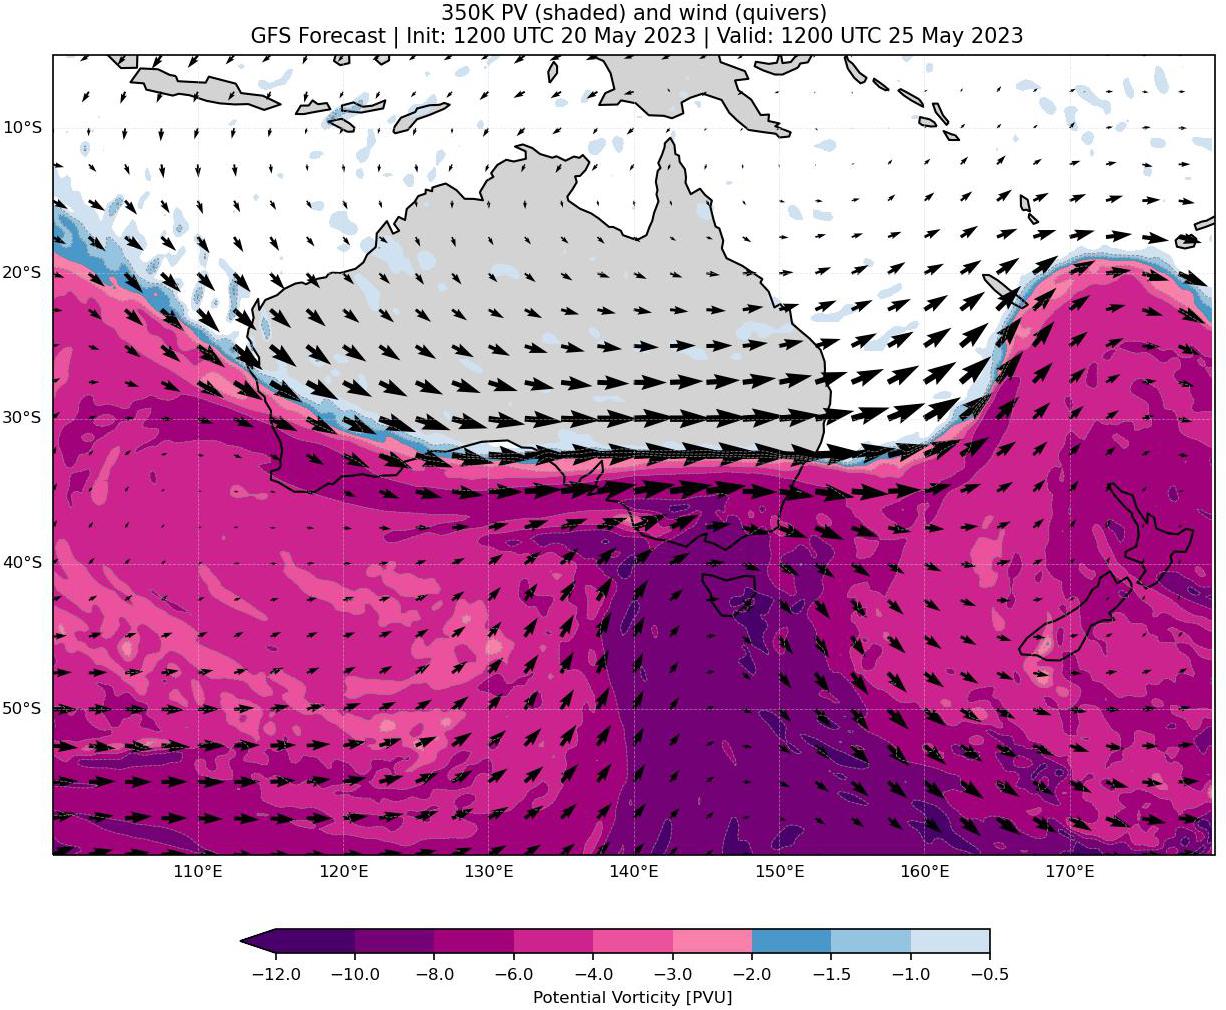 350K PV (shaded) and wind (quivers)
GFS Forecast | Init: 1200 UTC 20 May 2023 | Valid: 1200 UTC 25 May 2023
10°S
20°S
30°S
40°S
50°S
110°E 120°E 130°E 140°E 150°E 160°E 170°E
−12.0 −10.0 −8.0 −6.0 −4.0 −3.0 −2.0 −1.5 −1.0 −0.5
Potential Vorticity [PVU]